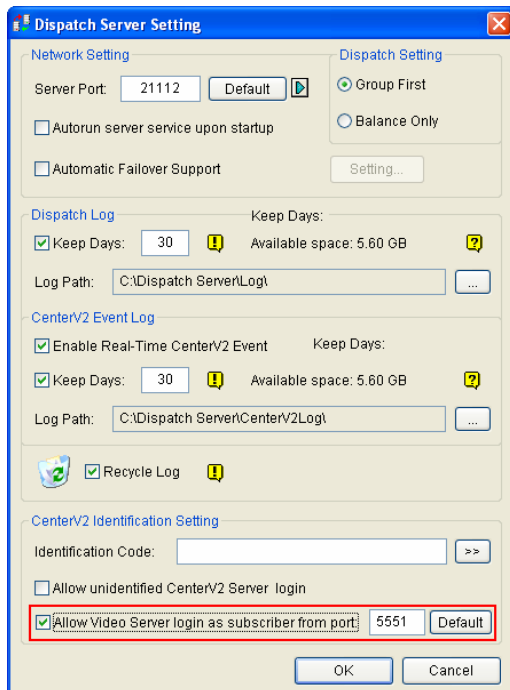 Dispatch Server Setting
Network Setting
Server Port: 21112 Default
Autorun server service upon startup
Automatic Failover Support
Dispatch Setting
Group First
Balance Only
Setting...
Dispatch Log Keep Days:
Keep Days: 30 Available space: 5.60 GB
Log Path: C:\Dispatch Server\Log\ ...
CenterV2 Event Log
Enable Real-Time CenterV2 Event Keep Days:
Keep Days: 30 Available space: 5.60 GB
Log Path: C:\Dispatch Server\CenterV2Log\ ...
Recycle Log
CenterV2 Identification Setting
Identification Code: >>
Allow unidentified CenterV2 Server login
Allow Video Server login as subscriber from port: 5551 Default
OK Cancel